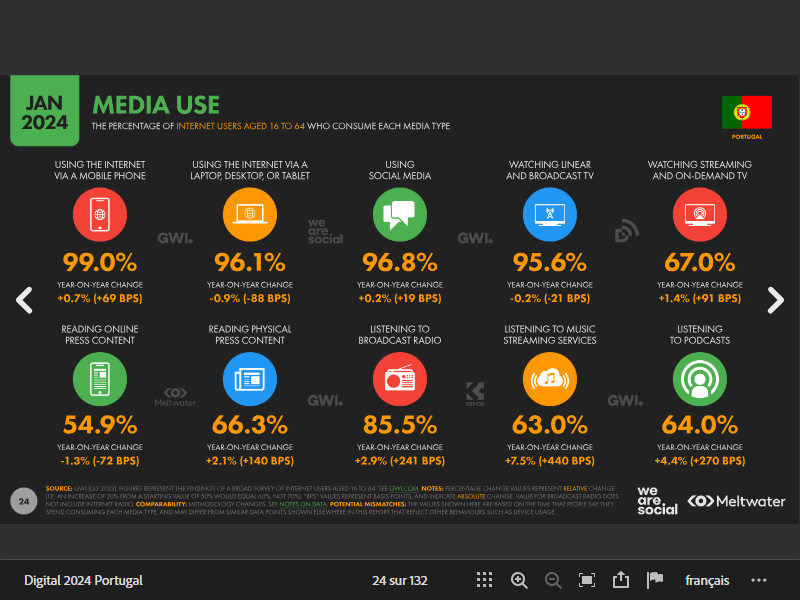 JAN
2024
MEDIA USE
THE PERCENTAGE OF INTERNET USERS AGED 16 TO 64 WHO CONSUME EACH MEDIA TYPE
PORTUGAL
USING THE INTERNET
VIA A MOBILE PHONE
USING THE INTERNET VIA A
LAPTOP, DESKTOP, OR TABLET
USING
SOCIAL MEDIA
WATCHING LINEAR
AND BROADCAST TV
WATCHING STREAMING
AND ON-DEMAND TV
GWI.
we
are.
social
GWI.
99.0%
96.1%
96.8%
95.6%
67.0%
YEAR-ON-YEAR CHANGE
YEAR-ON-YEAR CHANGE
YEAR-ON-YEAR CHANGE
YEAR-ON-YEAR CHANGE
YEAR-ON-YEAR CHANGE
+0.7% (+69 BPS)
-0.9% (-88 BPS)
+0.2% (+19 BPS)
-0.2% (-21 BPS)
+1.4% (+91 BPS)
READING ONLINE
PRESS CONTENT
READING PHYSICAL
PRESS CONTENT
LISTENING TO
BROADCAST RADIO
LISTENING TO MUSIC
STREAMING SERVICES
LISTENING
TO PODCASTS
Meltwater
GWI.
KEPIOS
GWI.
54.9%
66.3%
85.5%
63.0%
64.0%
YEAR-ON-YEAR CHANGE
YEAR-ON-YEAR CHANGE
YEAR-ON-YEAR CHANGE
YEAR-ON-YEAR CHANGE
YEAR-ON-YEAR CHANGE
-1.3% (-72 BPS)
+2.1% (+140 BPS)
+2.9% (+241 BPS)
+7.5% (+440 BPS)
+4.4% (+270 BPS)
24
SOURCE: GWI (Q3 2023). FIGURES REPRESENT THE FINDINGS OF A BROAD SURVEY OF INTERNET USERS AGED 16 TO 64. SEE GWI.COM. NOTES: PERCENTAGE CHANGE VALUES REPRESENT RELATIVE CHANGE
(I.E. AN INCREASE OF 20% FROM A STARTING VALUE OF 50% WOULD EQUAL 60%, NOT 70%). "BPS" VALUES REPRESENT BASIS POINTS, AND INDICATE ABSOLUTE CHANGE. VALUE FOR BROADCAST RADIO DOES
NOT INCLUDE INTERNET RADIO. COMPARABILITY: METHODOLOGY CHANGES. SEE NOTES ON DATA. POTENTIAL MISMATCHES: THE VALUES SHOWN HERE ARE BASED ON THE TIME THAT PEOPLE SAY THEY
SPEND CONSUMING EACH MEDIA TYPE, AND MAY DIFFER FROM SIMILAR DATA POINTS SHOWN ELSEWHERE IN THIS REPORT THAT REFLECT OTHER BEHAVIOURS SUCH AS DEVICE USAGE.
we
are.
social
Meltwater
Digital 2024 Portugal
24 sur 132
français